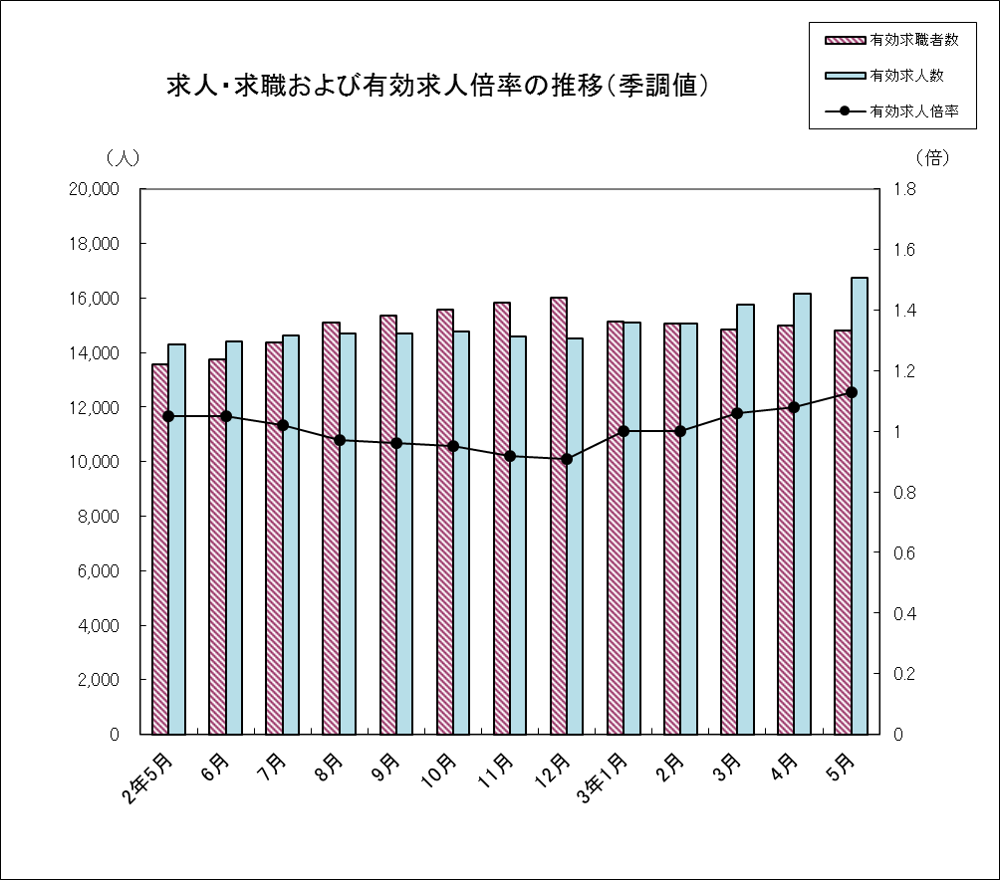 求人・求職および有効求人倍率の推移（季調値）
有効求職者数
有効求人数
有効求人倍率
（人）
（倍）
20,000
18,000
16,000
14,000
12,000
10,000
8,000
6,000
4,000
2,000
0
1.8
1.6
1.4
1.2
1
0.8
0.6
0.4
0.2
0
2年5月
6月
7月
8月
9月
10月
11月
12月
3年1月
2月
3月
4月
5月